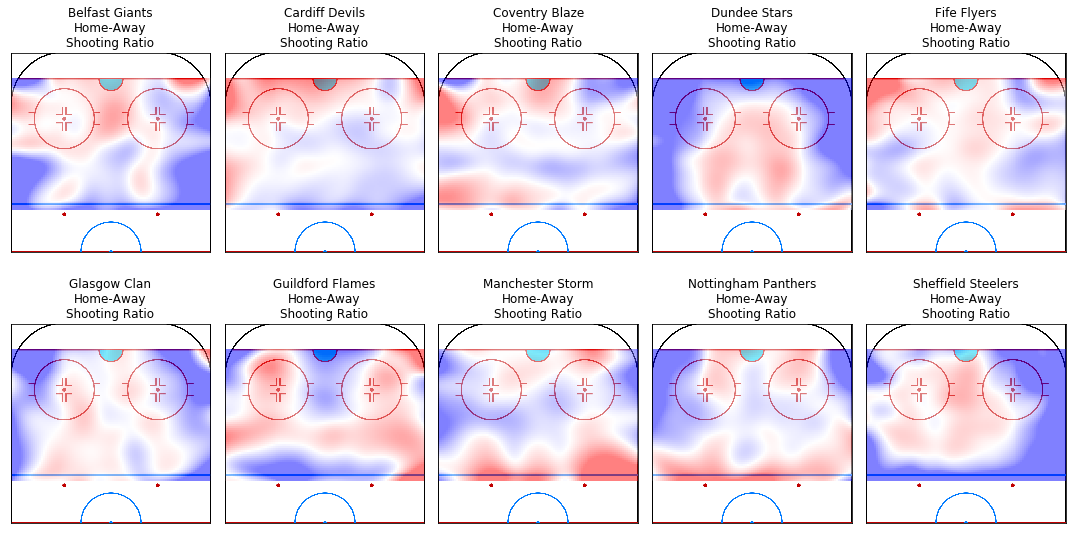 Belfast Giants
Home-Away
Shooting Ratio
Cardiff Devils
Home-Away
Shooting Ratio
Coventry Blaze
Home-Away
Shooting Ratio
Dundee Stars
Home-Away
Shooting Ratio
Fife Flyers
Home-Away
Shooting Ratio
Glasgow Clan
Home-Away
Shooting Ratio
Guildford Flames
Home-Away
Shooting Ratio
Manchester Storm
Home-Away
Shooting Ratio
Nottingham Panthers
Home-Away
Shooting Ratio
Sheffield Steelers
Home-Away
Shooting Ratio